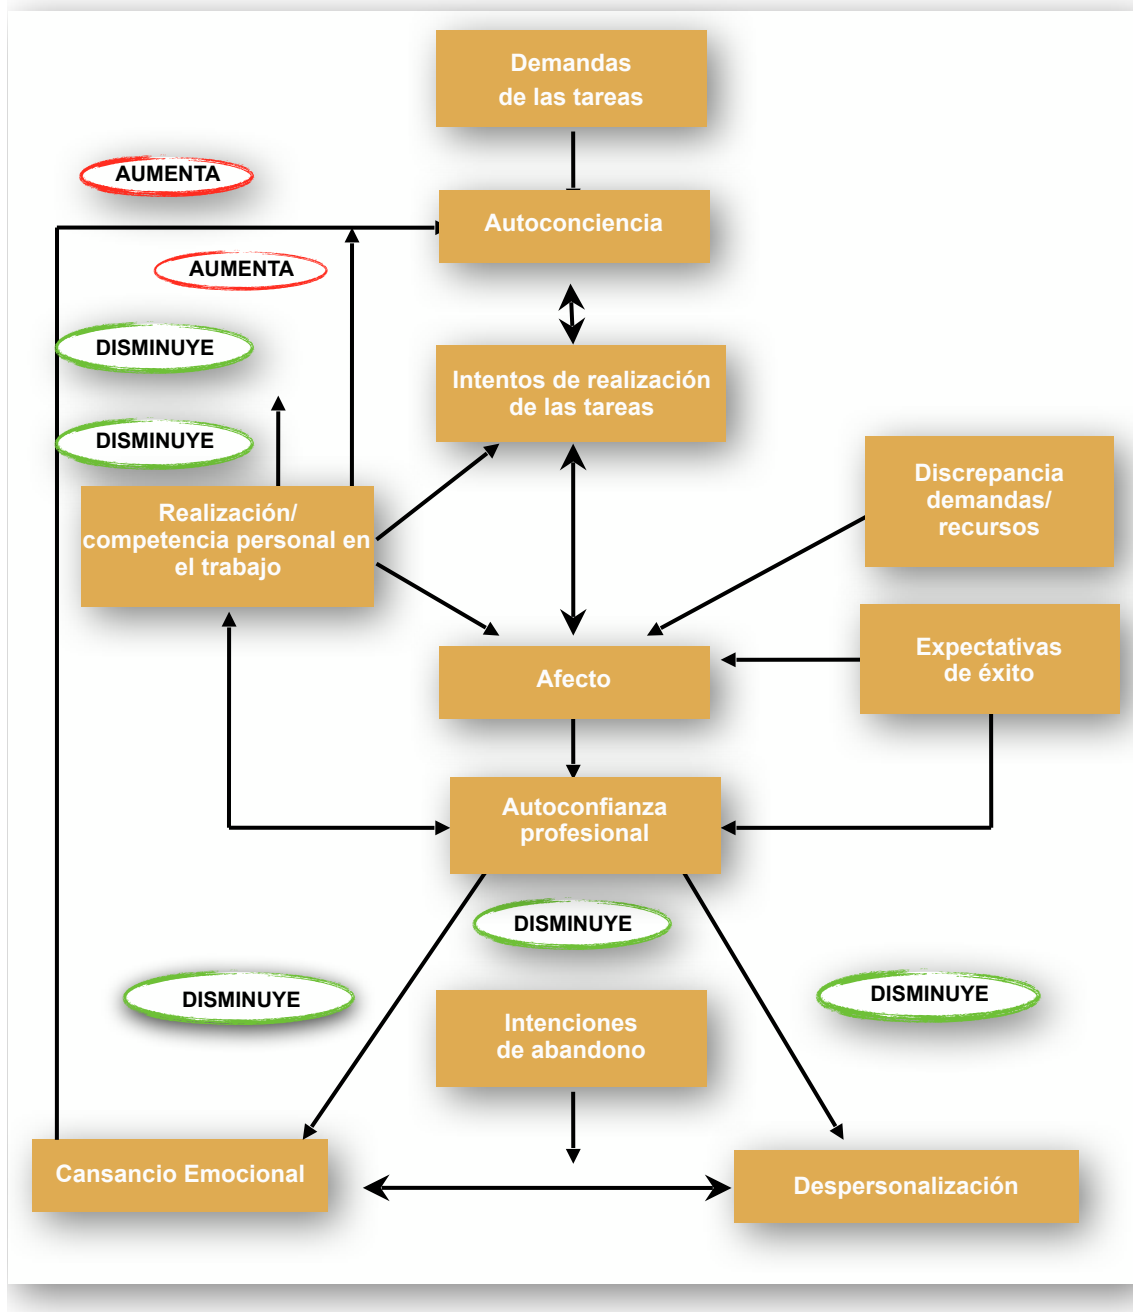 Demandas
de las tareas
AUMENTA
Autoconciencia
AUMENTA
DISMINUYE
Intentos de realización
de las tareas
DISMINUYE
Discrepancia
demandas/
recursos
Realización/
competencia personal en
el trabajo
Expectativas
de éxito
Afecto
Autoconfianza
profesional
DISMINUYE
DISMINUYE
DISMINUYE
Intenciones
de abandono
Cansancio Emocional
Despersonalización